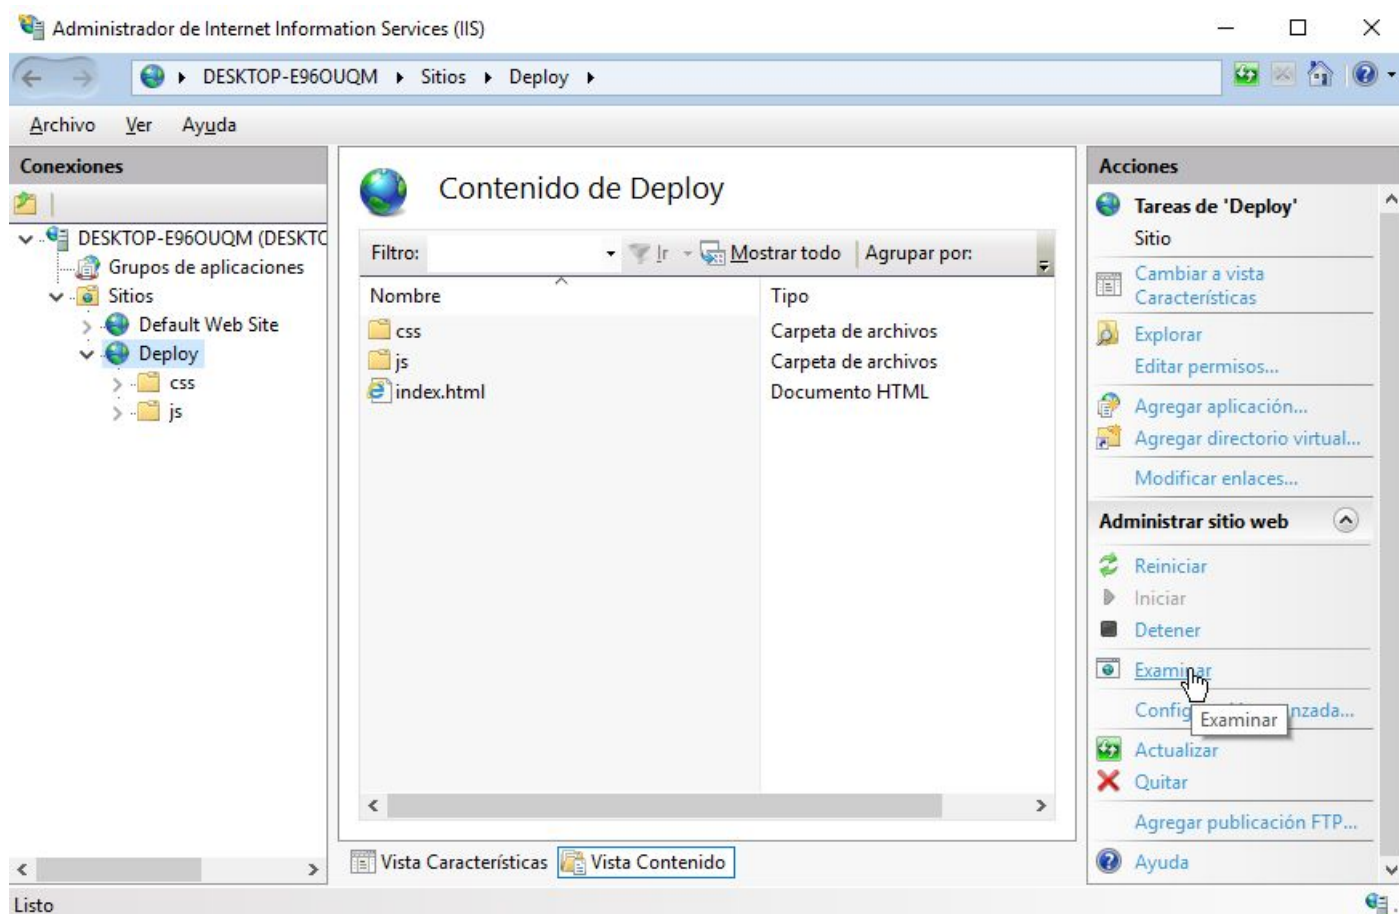 Administrador de Internet Information Services (IIS)
DESKTOP-E96OUQM Sitios Deploy
Archivo Ver Ayuda
Conexiones
DESKTOP-E96OUQM (DESKTC
Grupos de aplicaciones
Sitios
Default Web Site
Deploy
css
js
Contenido de Deploy
Filtro: Ir Mostrar todo Agrupar por:
Nombre Tipo
css Carpeta de archivos
js Carpeta de archivos
index.html Documento HTML
Vista Características Vista Contenido
Acciones
Tareas de 'Deploy'
Sitio
Cambiar a vista
Características
Explorar
Editar permisos...
Agregar aplicación...
Agregar directorio virtual...
Modificar enlaces...
Administrar sitio web
Reiniciar
Iniciar
Detener
Examinar
Examinar
Actualizar
Quitar
Agregar publicación FTP...
Ayuda
Listo